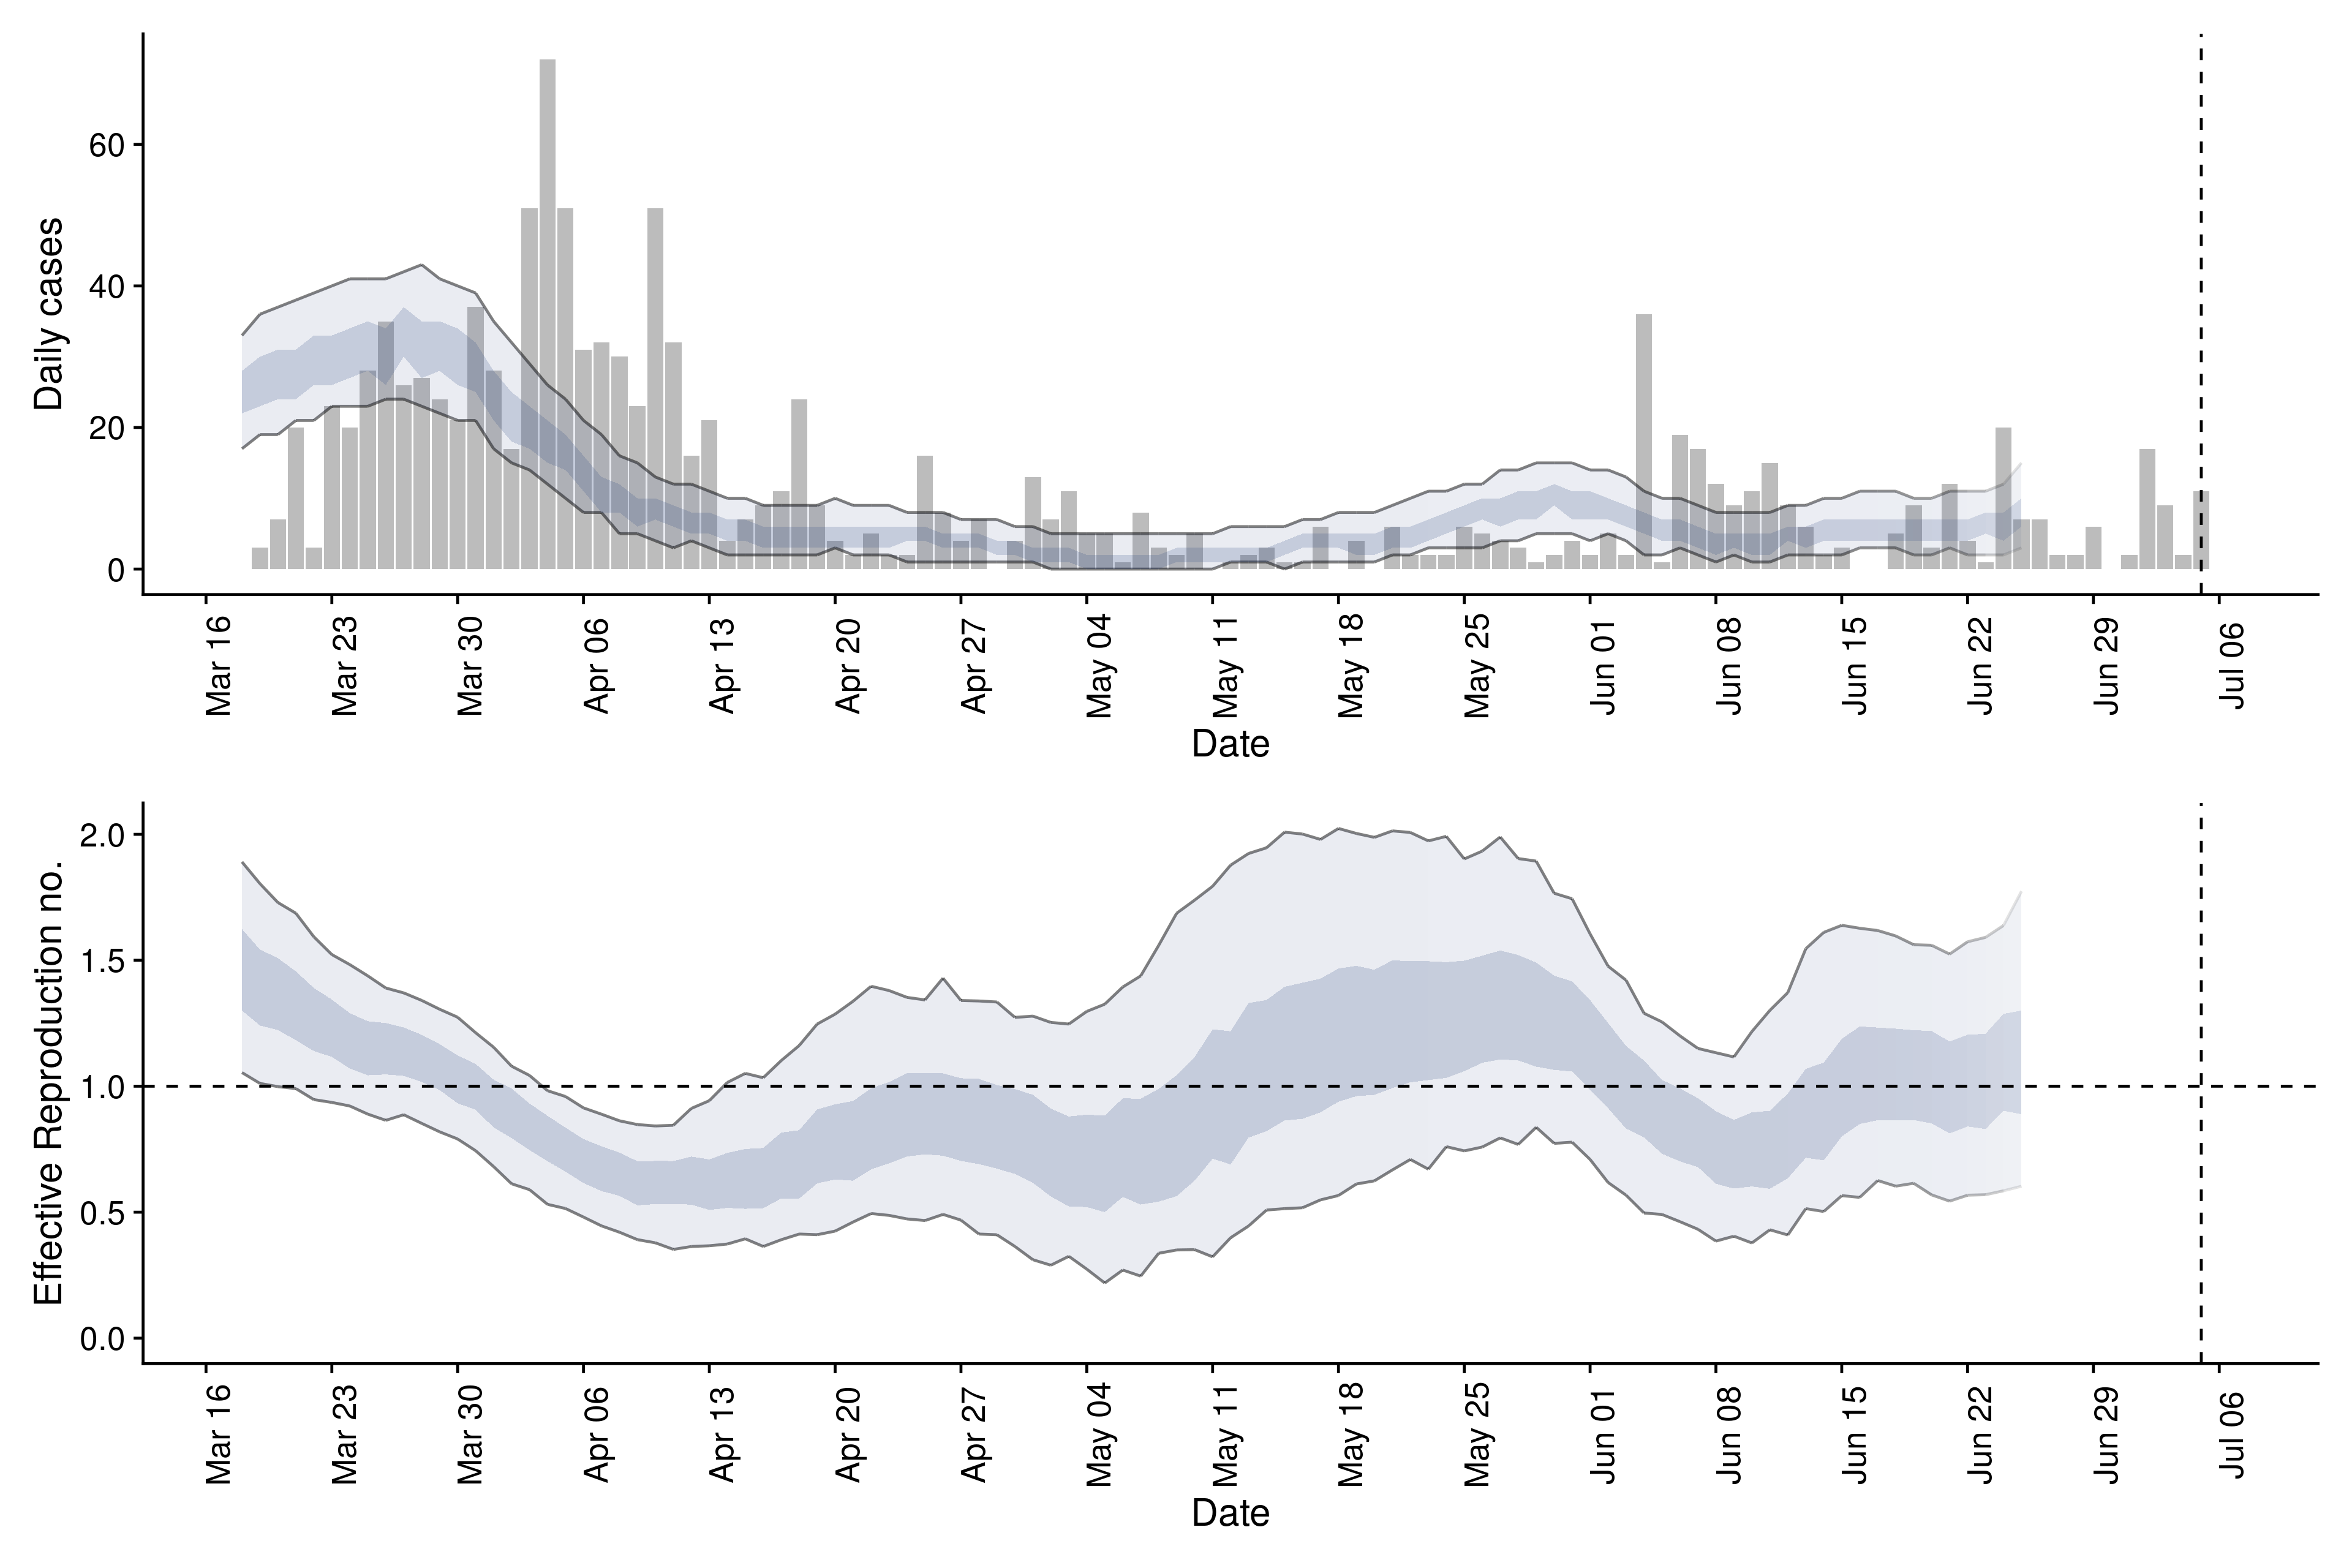 Daily cases
60
40
20
0
Mar 16
Mar 23
Mar 30
Apr 06
Apr 13
Apr 20
Apr 27
May 04
May 11
May 18
May 25
Jun 01
Jun 08
Jun 15
Jun 22
Jun 29
Jul 06
Date
Effective Reproduction no.
2.0
1.5
1.0
0.5
0.0
Mar 16
Mar 23
Mar 30
Apr 06
Apr 13
Apr 20
Apr 27
May 04
May 11
May 18
May 25
Jun 01
Jun 08
Jun 15
Jun 22
Jun 29
Jul 06
Date